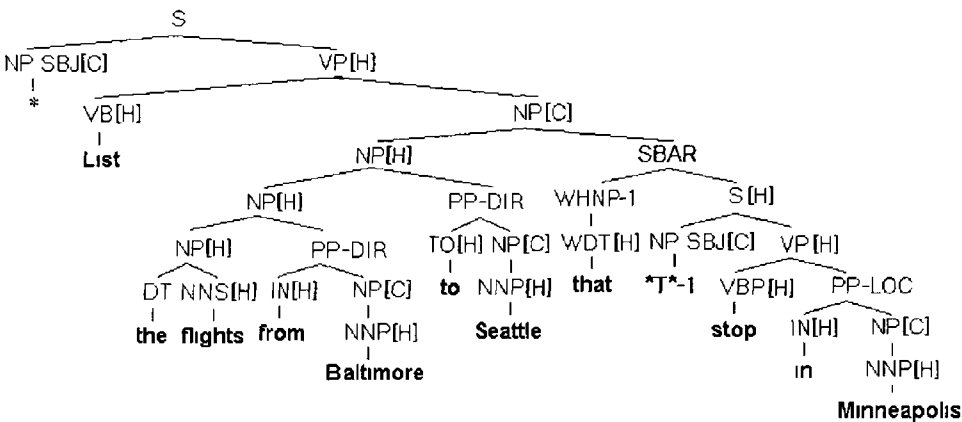 S
NP SBJ[C] VP[H]
* VB[H] NP[C]
List NP[H] SBAR
NP[H] PP-DIR WHNP-1 S[H]
NP[H] PP-DIR TO[H] NP[C] WDT[H] NP SBJ[C] VP[H]
DT NNS[H] IN[H] NP[C] to NNP[H] that *T*-1 VBP[H] PP-LOC
the flights from NNP[H] Seattle stop IN[H] NP[C]
Baltimore in NNP[H]
Minneapolis